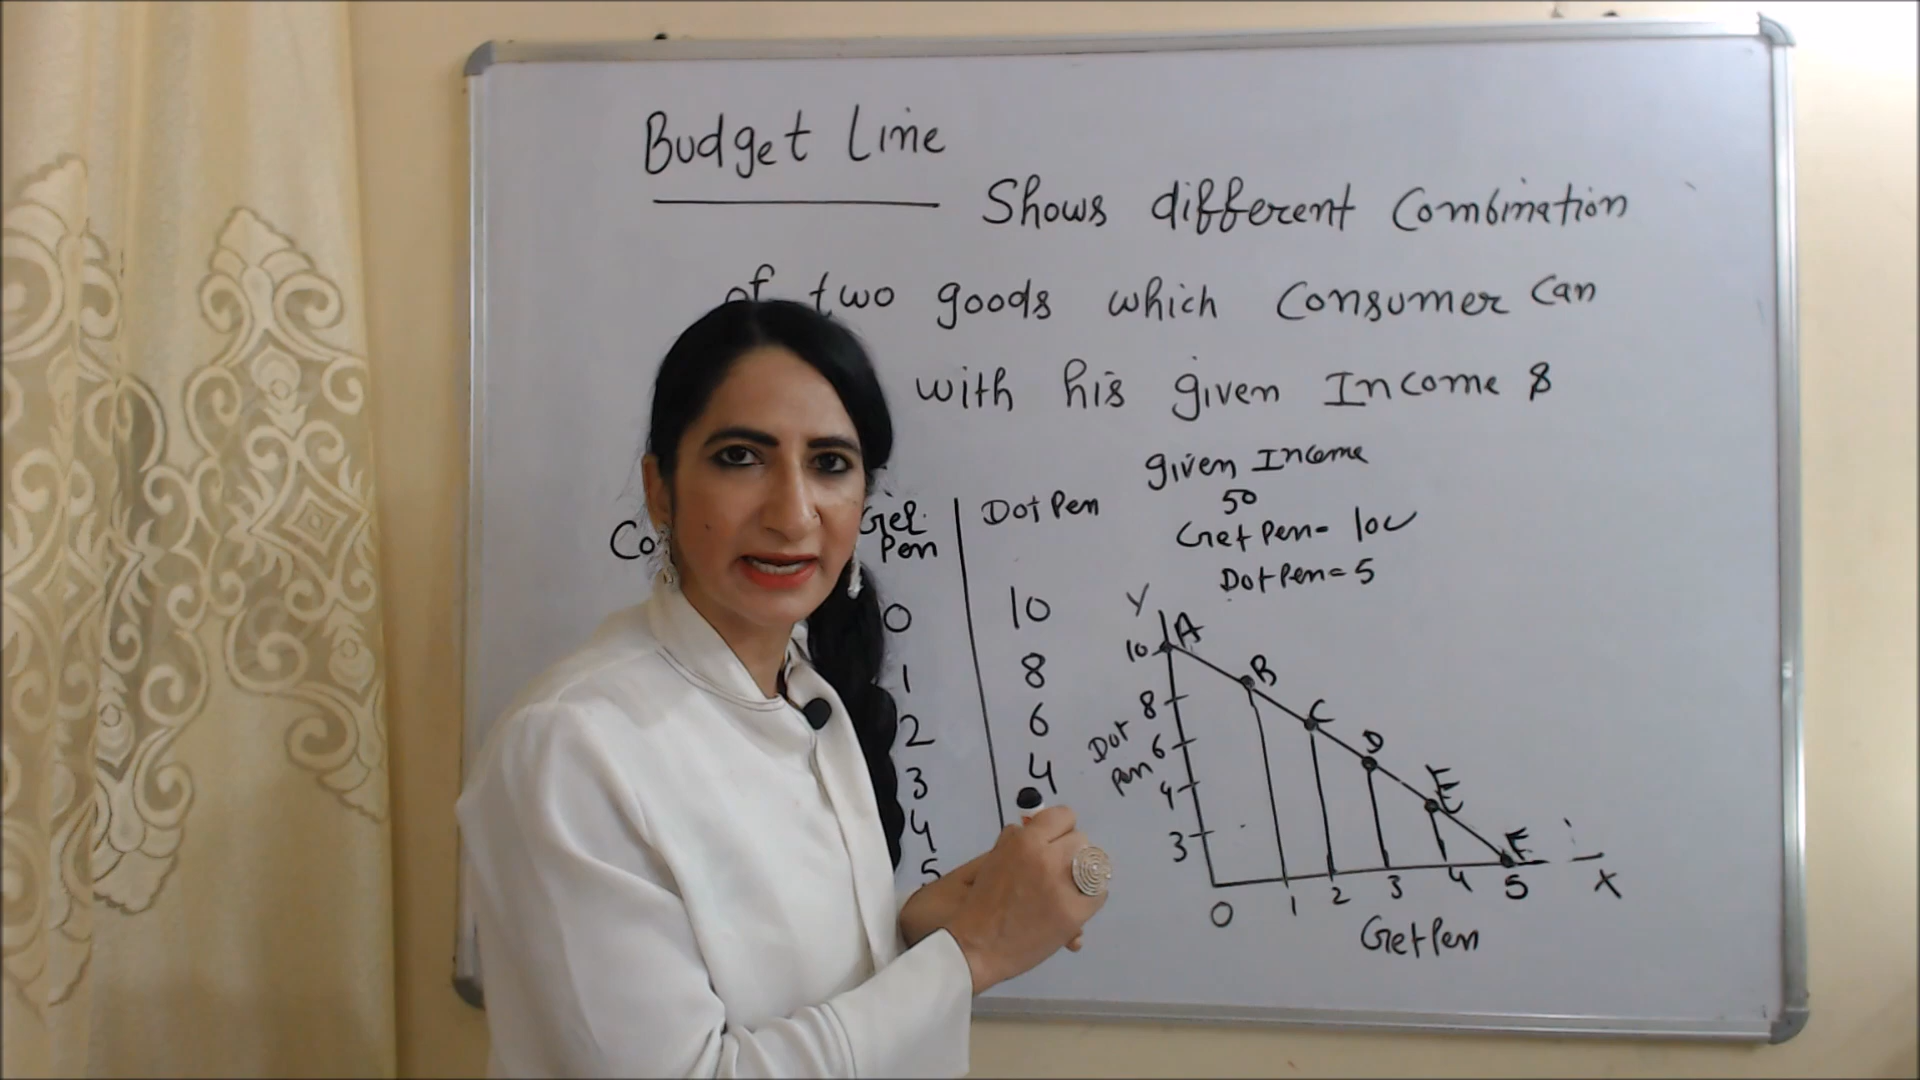 Budget Line
Shows different Combination
of two goods which Consumer Can
with his given Income &
given Income
50
Gel Pen Dot Pen
Gel Pen = 10
Dot Pen = 5
0 10
1 8
2 6
3 4
4
5
Y
10 A
B
8
C
Dot Pen
6
D
4
E
3
F
0 1 2 3 4 5 X
Gel Pen